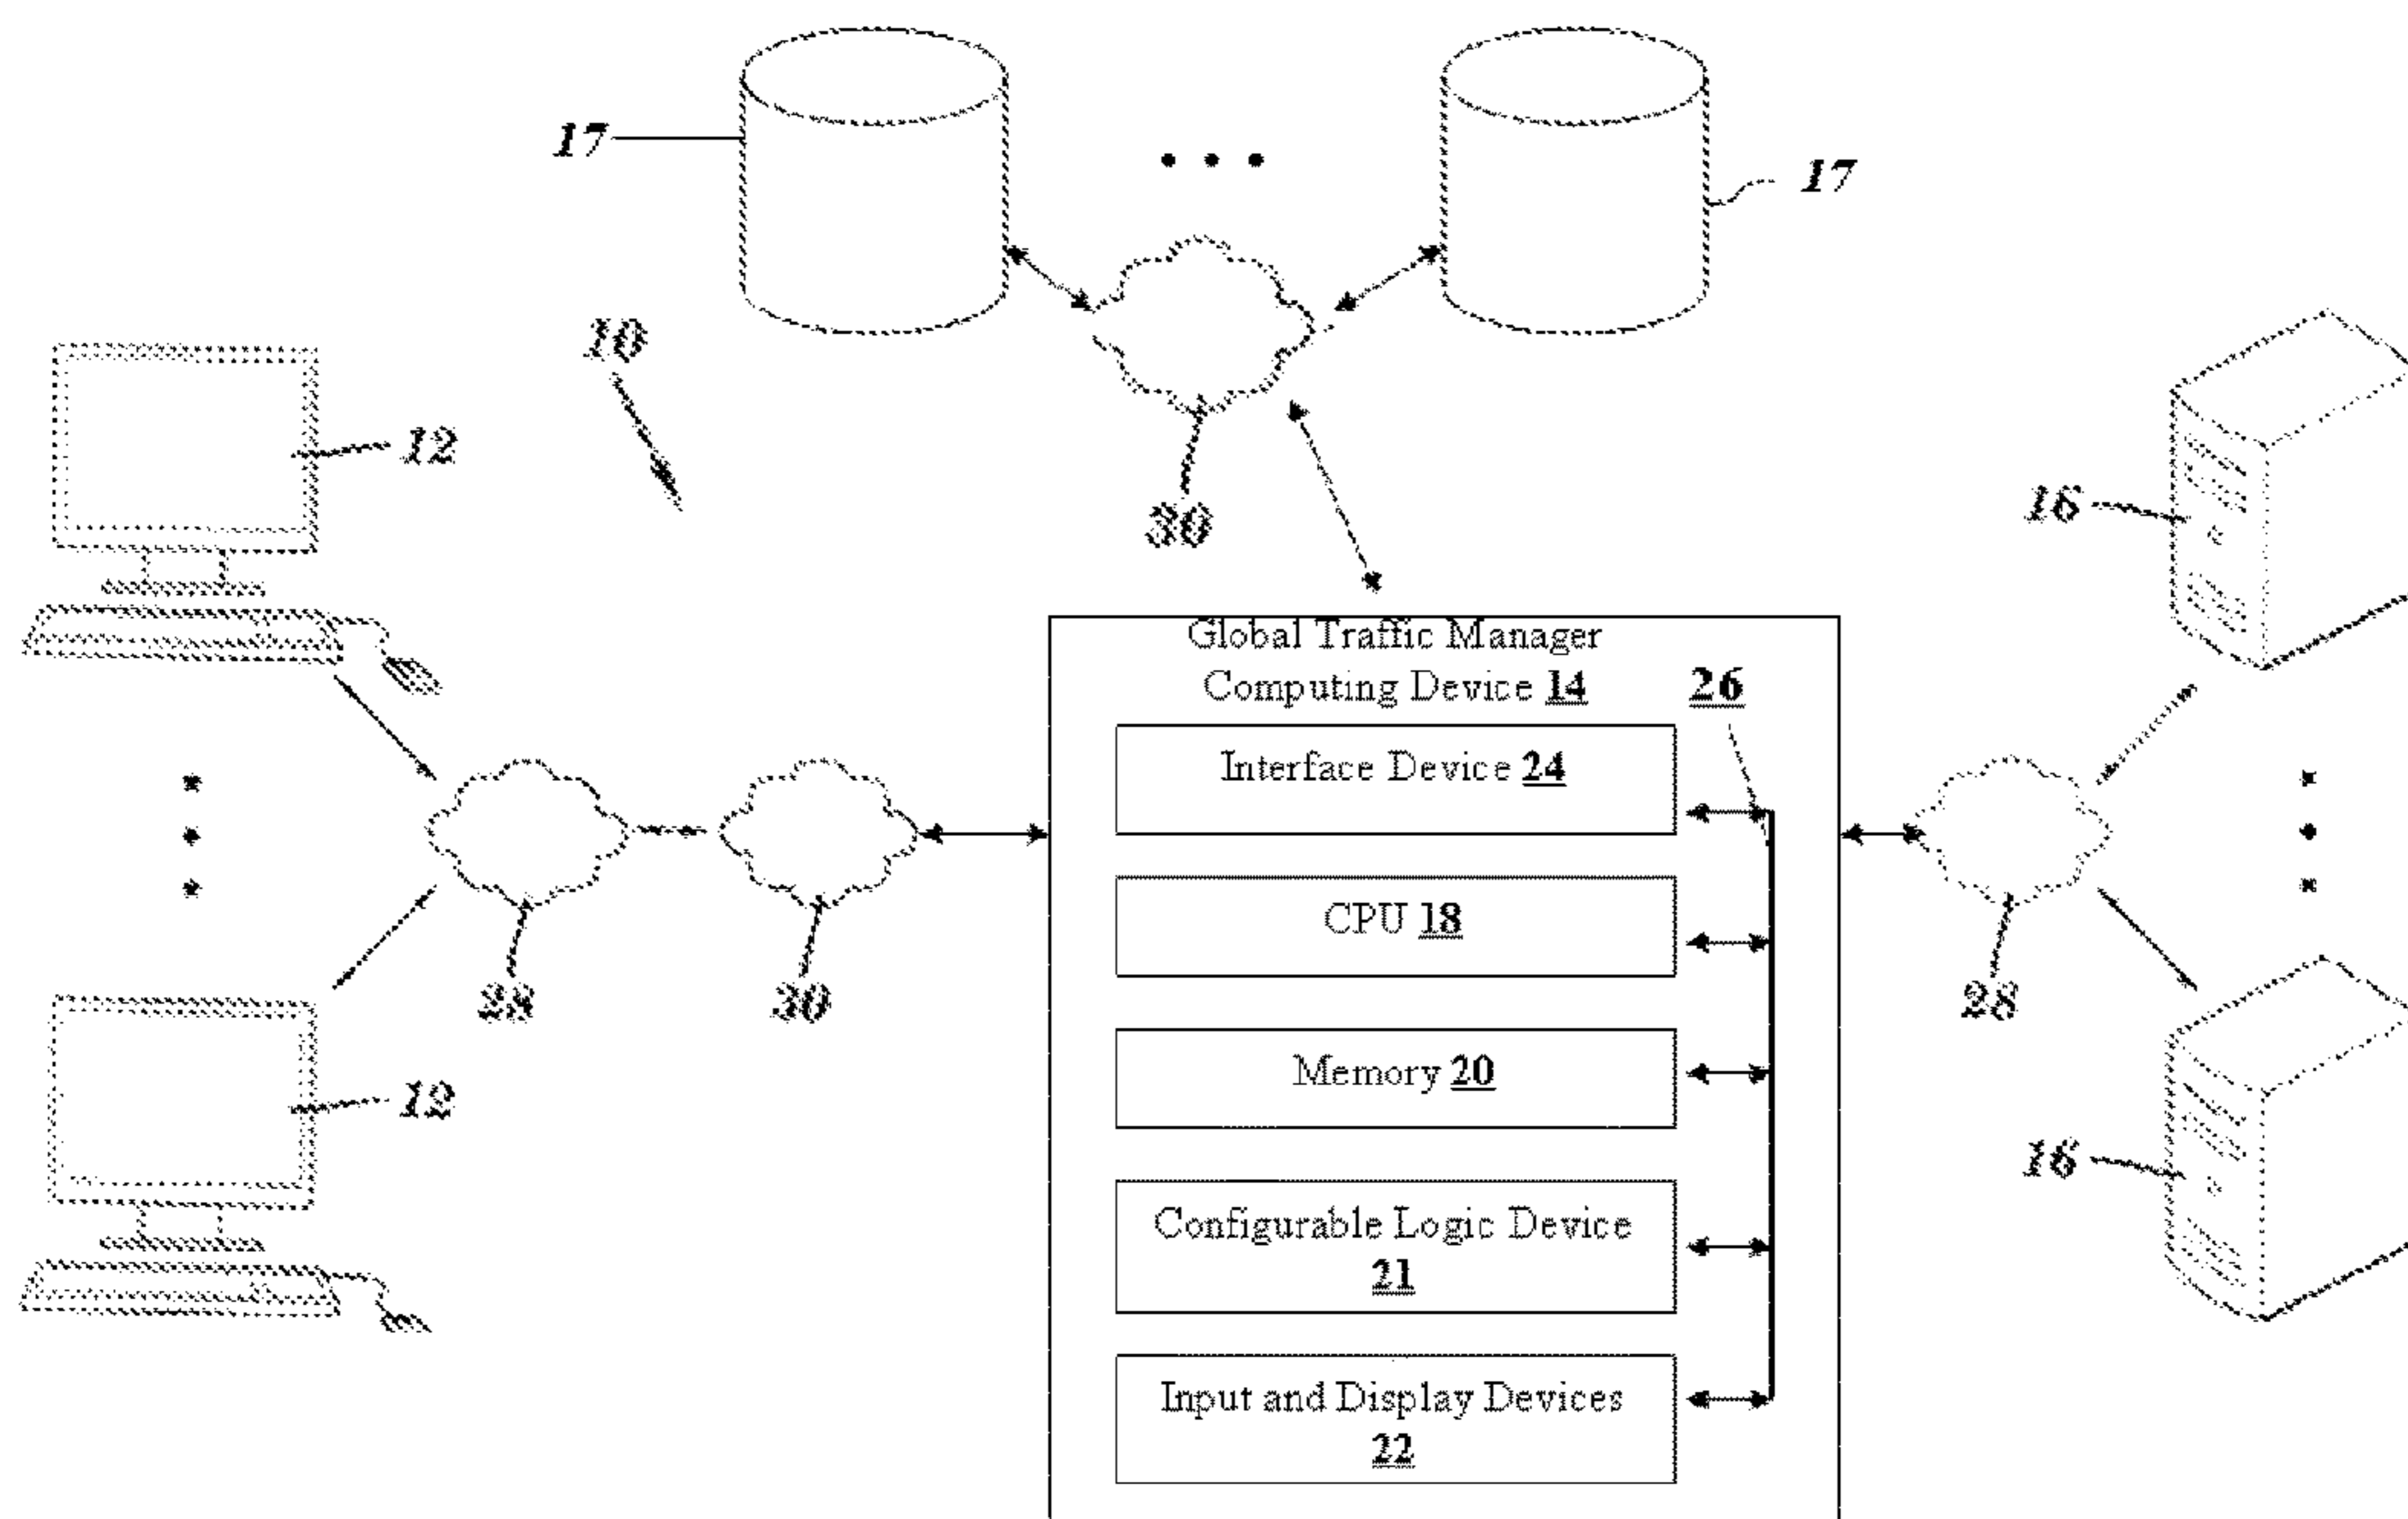 17
17
10
12
30
16
Global Traffic Manager
Computing Device 14
26
Interface Device 24
CPU 18
28
30
28
Memory 20
12
16
Configurable Logic Device
21
Input and Display Devices
22